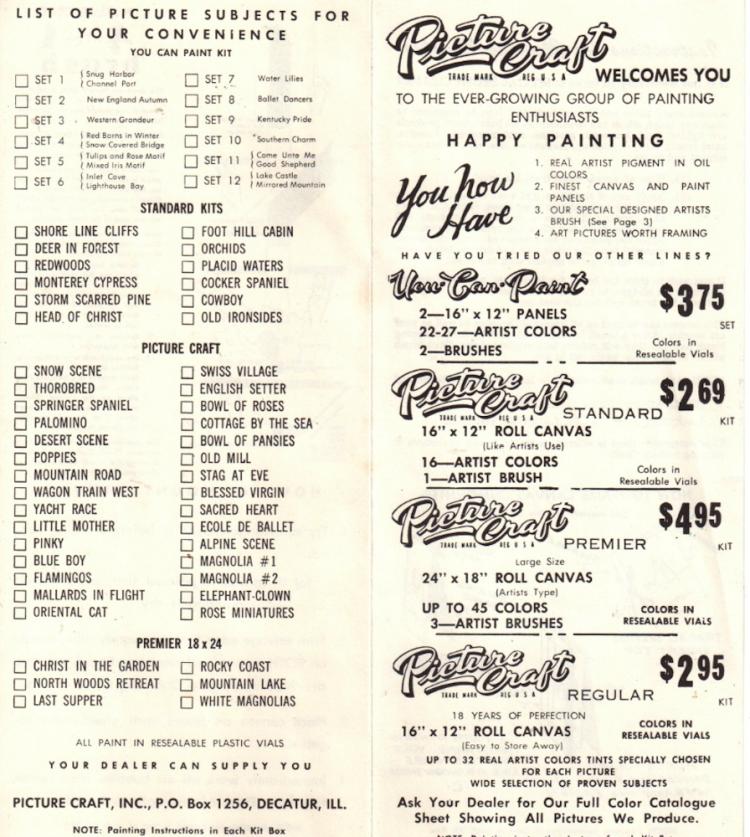 LIST OF PICTURE SUBJECTS FOR
YOUR CONVENIENCE
YOU CAN PAINT KIT
SET 1 { Snug Harbor
{ Channel Port
SET 2 New England Autumn
SET 3 Western Grandeur
SET 4 { Red Barns in Winter
{ Snow Covered Bridge
SET 5 { Tulips and Rose Motif
{ Mixed Iris Motif
SET 6 { Inlet Cove
{ Lighthouse Bay
SET 7 Water Lilies
SET 8 Ballet Dancers
SET 9 Kentucky Pride
SET 10 Southern Charm
SET 11 { Come Unto Me
{ Good Shepherd
SET 12 { Lake Castle
{ Mirrored Mountain
STANDARD KITS
SHORE LINE CLIFFS
DEER IN FOREST
REDWOODS
MONTEREY CYPRESS
STORM SCARRED PINE
HEAD OF CHRIST
FOOT HILL CABIN
ORCHIDS
PLACID WATERS
COCKER SPANIEL
COWBOY
OLD IRONSIDES
PICTURE CRAFT
SNOW SCENE
THOROBRED
SPRINGER SPANIEL
PALOMINO
DESERT SCENE
POPPIES
MOUNTAIN ROAD
WAGON TRAIN WEST
YACHT RACE
LITTLE MOTHER
PINKY
BLUE BOY
FLAMINGOS
MALLARDS IN FLIGHT
ORIENTAL CAT
SWISS VILLAGE
ENGLISH SETTER
BOWL OF ROSES
COTTAGE BY THE SEA
BOWL OF PANSIES
OLD MILL
STAG AT EVE
BLESSED VIRGIN
SACRED HEART
ECOLE DE BALLET
ALPINE SCENE
MAGNOLIA #1
MAGNOLIA #2
ELEPHANT-CLOWN
ROSE MINIATURES
PREMIER 18 x 24
CHRIST IN THE GARDEN
NORTH WOODS RETREAT
LAST SUPPER
ROCKY COAST
MOUNTAIN LAKE
WHITE MAGNOLIAS
ALL PAINT IN RESEALABLE PLASTIC VIALS
YOUR DEALER CAN SUPPLY YOU
PICTURE CRAFT, INC., P.O. Box 1256, DECATUR, ILL.
NOTE: Painting Instructions in Each Kit Box
Picture Craft
TRADE MARK REG U S A
WELCOMES YOU
TO THE EVER-GROWING GROUP OF PAINTING
ENTHUSIASTS
HAPPY PAINTING
You now
Have
1. REAL ARTIST PIGMENT IN OIL
COLORS
2. FINEST CANVAS AND PAINT
PANELS
3. OUR SPECIAL DESIGNED ARTISTS
BRUSH (See Page 3)
4. ART PICTURES WORTH FRAMING
HAVE YOU TRIED OUR OTHER LINES?
You-Can-Paint $3.75
2—16" x 12" PANELS SET
22-27—ARTIST COLORS
2—BRUSHES
Colors in
Resealable Vials
Picture Craft
TRADE MARK REG U S A
STANDARD $2.69
KIT
16" x 12" ROLL CANVAS
(Like Artists Use)
16—ARTIST COLORS
1—ARTIST BRUSH
Colors in
Resealable Vials
Picture Craft
TRADE MARK REG U S A
PREMIER $4.95
KIT
Large Size
24" x 18" ROLL CANVAS
(Artists Type)
UP TO 45 COLORS
3—ARTIST BRUSHES
COLORS IN
RESEALABLE VIALS
Picture Craft
TRADE MARK REG U S A
REGULAR $2.95
KIT
18 YEARS OF PERFECTION
16" x 12" ROLL CANVAS
(Easy to Store Away)
COLORS IN
RESEALABLE VIALS
UP TO 32 REAL ARTIST COLORS TINTS SPECIALLY CHOSEN
FOR EACH PICTURE
WIDE SELECTION OF PROVEN SUBJECTS
Ask Your Dealer for Our Full Color Catalogue
Sheet Showing All Pictures We Produce.